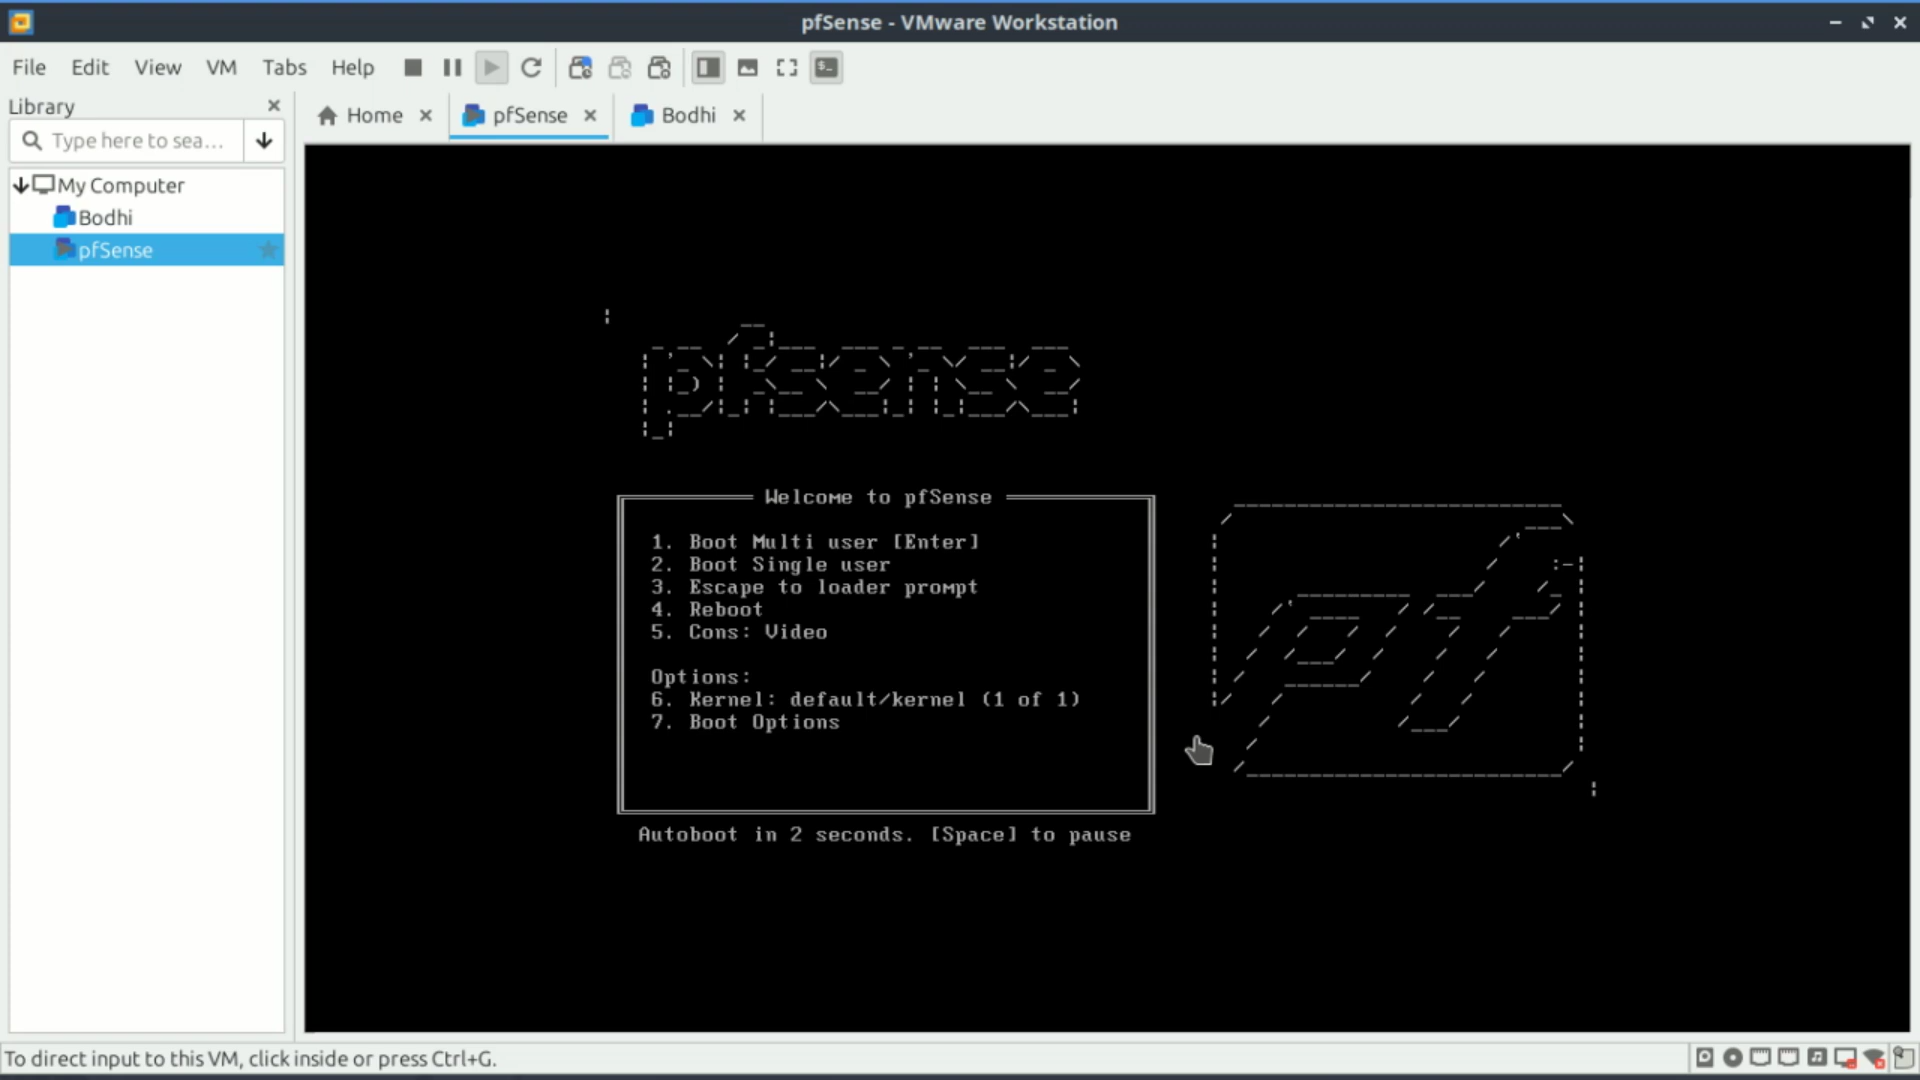 pfSense - VMware Workstation
File Edit View VM Tabs Help
Library
Type here to sea...
Home
pfSense
Bodhi
My Computer
Bodhi
pfSense
pfsense
Welcome to pfSense
1. Boot Multi user [Enter]
2. Boot Single user
3. Escape to loader prompt
4. Reboot
5. Cons: Video
Options:
6. Kernel: default/kernel (1 of 1)
7. Boot Options
pf
Autoboot in 2 seconds. [Space] to pause
To direct input to this VM, click inside or press Ctrl+G.